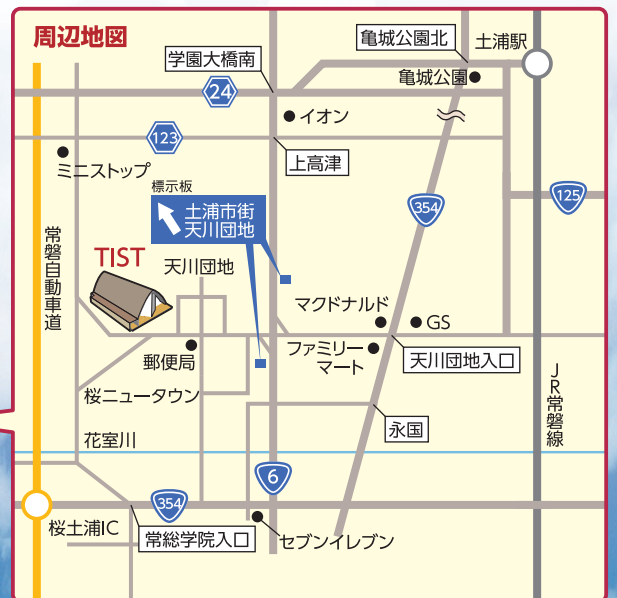 周辺地図
学園大橋南
亀城公園北
土浦駅
亀城公園
24
イオン
123
上高津
ミニストップ
標示板
土浦市街
天川団地
354
125
常磐自動車道
TIST
天川団地
マクドナルド
GS
郵便局
ファミリー
マート
天川団地入口
桜ニュータウン
JR常磐線
永国
花室川
6
354
桜土浦IC
常総学院入口
セブンイレブン